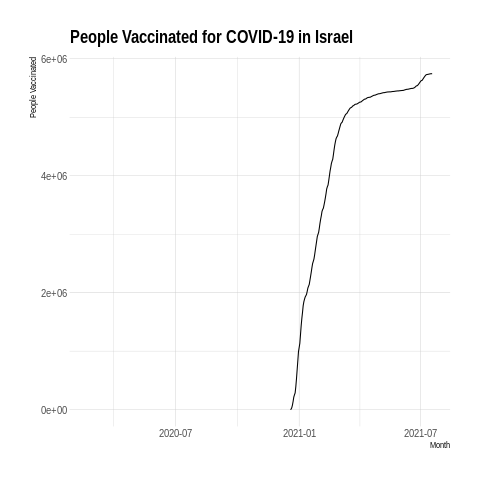 People Vaccinated for COVID-19 in Israel
People Vaccinated
6e+06
4e+06
2e+06
0e+00
2020-07
2021-01
2021-07
Month